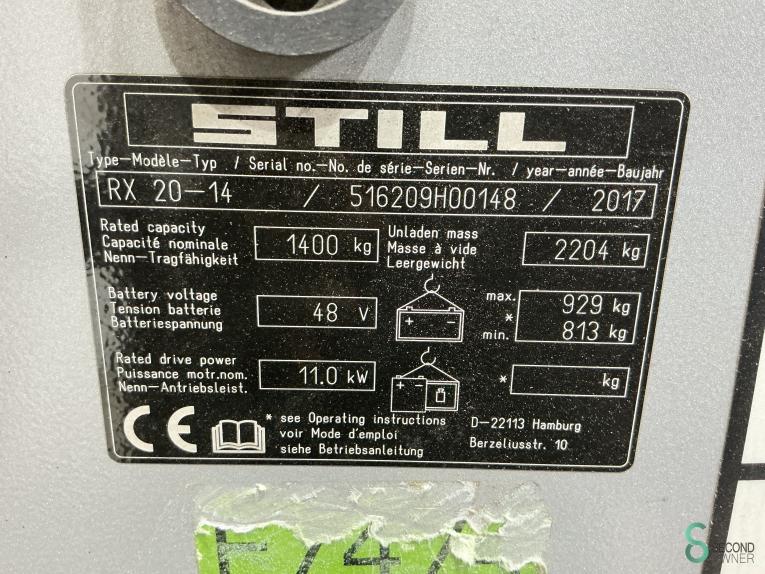 STILL
Type-Modèle-Typ / Serial no.-No. de série-Serien-Nr. / year-année-Baujahr
RX 20-14 / 516209H00148 / 2017
Rated capacity
Capacité nominale
Nenn-Tragfähigkeit
1400 kg
Unladen mass
Masse à vide
Leergewicht
2204 kg
Battery voltage
Tension batterie
Batteriespannung
48 V
+ -
max. 929 kg
*
min. 813 kg
Rated drive power
Puissance motr.nom.
Nenn-Antriebsleist.
11.0 kW
+ -
* kg
CE
* see Operating instructions
voir Mode d'emploi
siehe Betriebsanleitung
D-22113 Hamburg
Berzeliusstr. 10
SECOND
OWNER